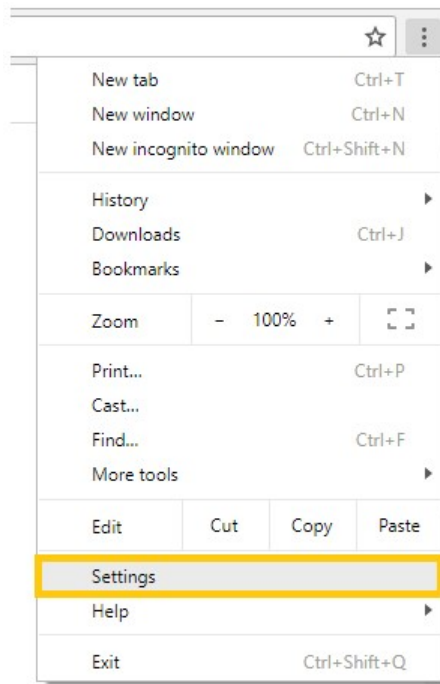 New tab Ctrl+T
New window Ctrl+N
New incognito window Ctrl+Shift+N
History
Downloads Ctrl+J
Bookmarks
Zoom - 100% +
Print... Ctrl+P
Cast...
Find... Ctrl+F
More tools
Edit Cut Copy Paste
Settings
Help
Exit Ctrl+Shift+Q